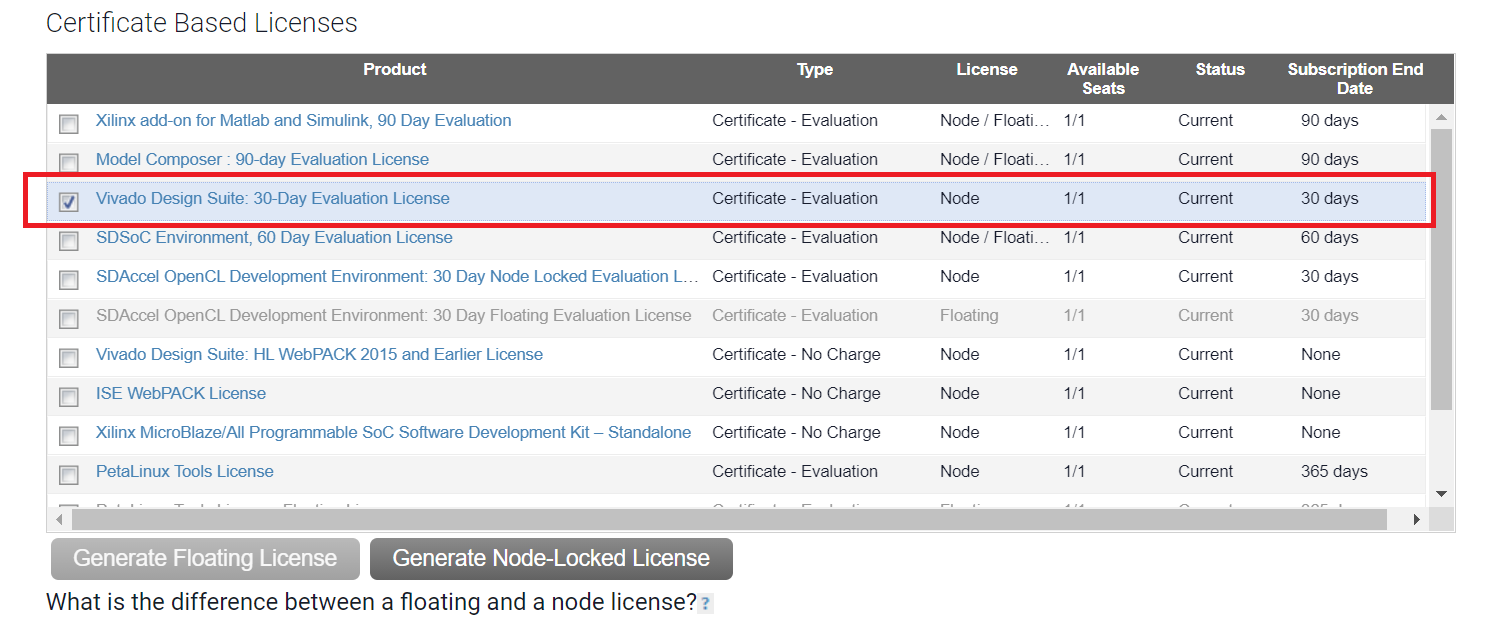 Certificate Based Licenses
Product Type License Available Seats Status Subscription End Date
Xilinx add-on for Matlab and Simulink, 90 Day Evaluation Certificate - Evaluation Node / Floati... 1/1 Current 90 days
Model Composer : 90-day Evaluation License Certificate - Evaluation Node / Floati... 1/1 Current 90 days
Vivado Design Suite: 30-Day Evaluation License Certificate - Evaluation Node 1/1 Current 30 days
SDSoC Environment, 60 Day Evaluation License Certificate - Evaluation Node / Floati... 1/1 Current 60 days
SDAccel OpenCL Development Environment: 30 Day Node Locked Evaluation L... Certificate - Evaluation Node 1/1 Current 30 days
SDAccel OpenCL Development Environment: 30 Day Floating Evaluation License Certificate - Evaluation Floating 1/1 Current 30 days
Vivado Design Suite: HL WebPACK 2015 and Earlier License Certificate - No Charge Node 1/1 Current None
ISE WebPACK License Certificate - No Charge Node 1/1 Current None
Xilinx MicroBlaze/All Programmable SoC Software Development Kit – Standalone Certificate - No Charge Node 1/1 Current None
PetaLinux Tools License Certificate - Evaluation Node 1/1 Current 365 days
Generate Floating License Generate Node-Locked License
What is the difference between a floating and a node license? ?